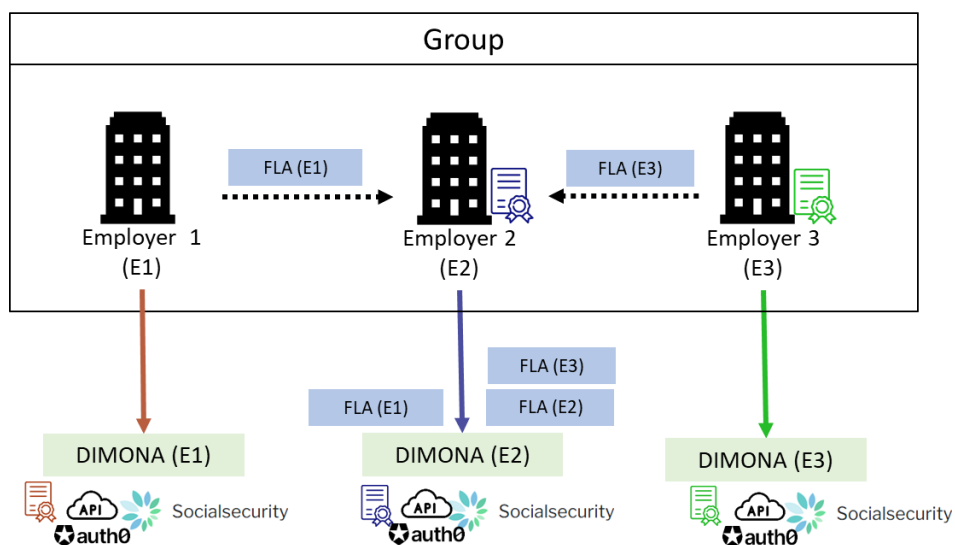 Group
FLA (E1)
FLA (E3)
Employer 1
(E1)
Employer 2
(E2)
Employer 3
(E3)
FLA (E3)
FLA (E1)
FLA (E2)
DIMONA (E1)
DIMONA (E2)
DIMONA (E3)
API
Socialsecurity
auth0
API
Socialsecurity
auth0
API
Socialsecurity
auth0